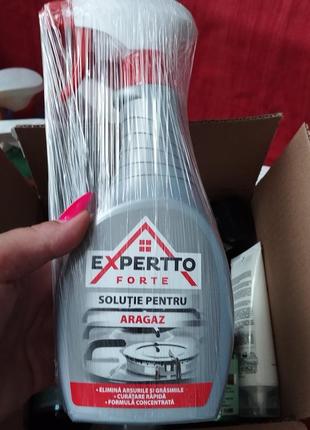 EXPERTTO
FORTE
SOLUȚIE PENTRU
ARAGAZ
• ELIMINĂ ARSURILE ȘI GRĂSIMILE
• CURĂȚARE RAPIDĂ
• FORMULĂ CONCENTRATĂ